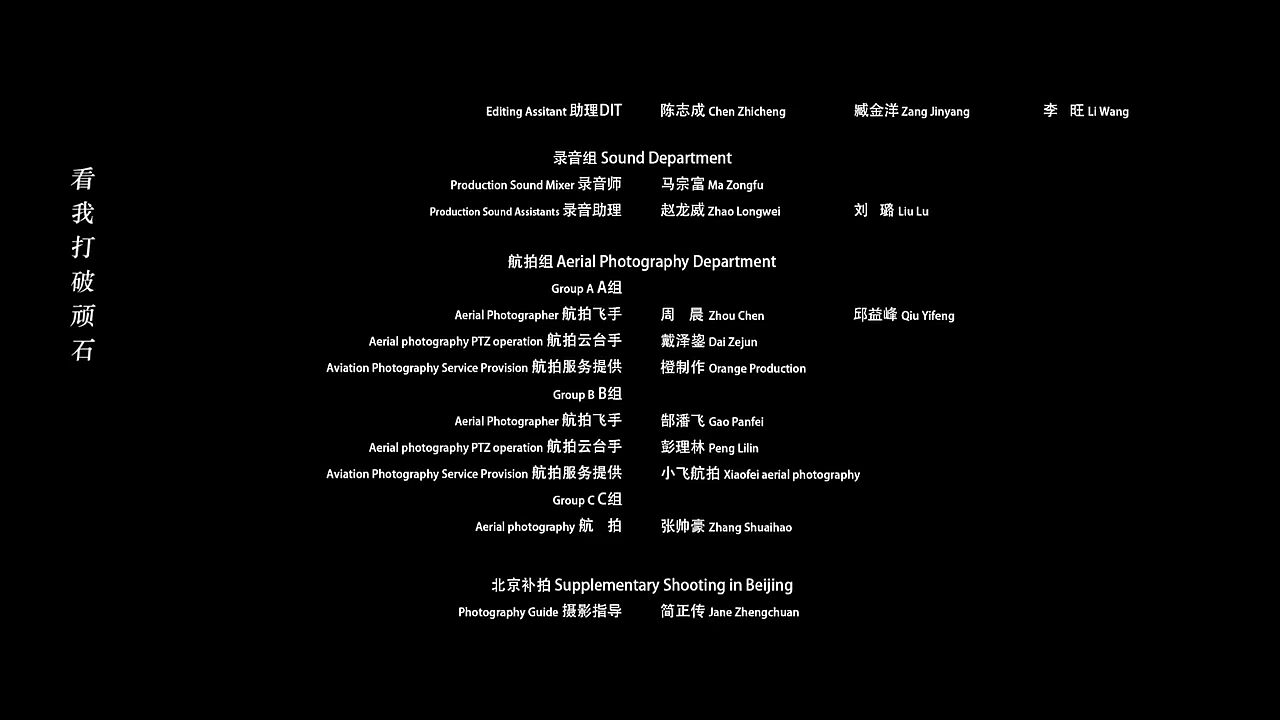 看我打破顽石
Editing Assitant 助理DIT 陈志成 Chen Zhicheng 臧金洋 Zang Jinyang 李 旺 Li Wang
录音组 Sound Department
Production Sound Mixer 录音师 马宗富 Ma Zongfu
Production Sound Assistants 录音助理 赵龙威 Zhao Longwei 刘 璐 Liu Lu
航拍组 Aerial Photography Department
Group A A组
Aerial Photographer 航拍飞手 周 晨 Zhou Chen 邱益峰 Qiu Yifeng
Aerial photography PTZ operation 航拍云台手 戴泽鋆 Dai Zejun
Aviation Photography Service Provision 航拍服务提供 橙制作 Orange Production
Group B B组
Aerial Photographer 航拍飞手 郜潘飞 Gao Panfei
Aerial photography PTZ operation 航拍云台手 彭理林 Peng Lilin
Aviation Photography Service Provision 航拍服务提供 小飞航拍 Xiaofei aerial photography
Group C C组
Aerial photography 航 拍 张帅豪 Zhang Shuaihao
北京补拍 Supplementary Shooting in Beijing
Photography Guide 摄影指导 简正传 Jane Zhengchuan